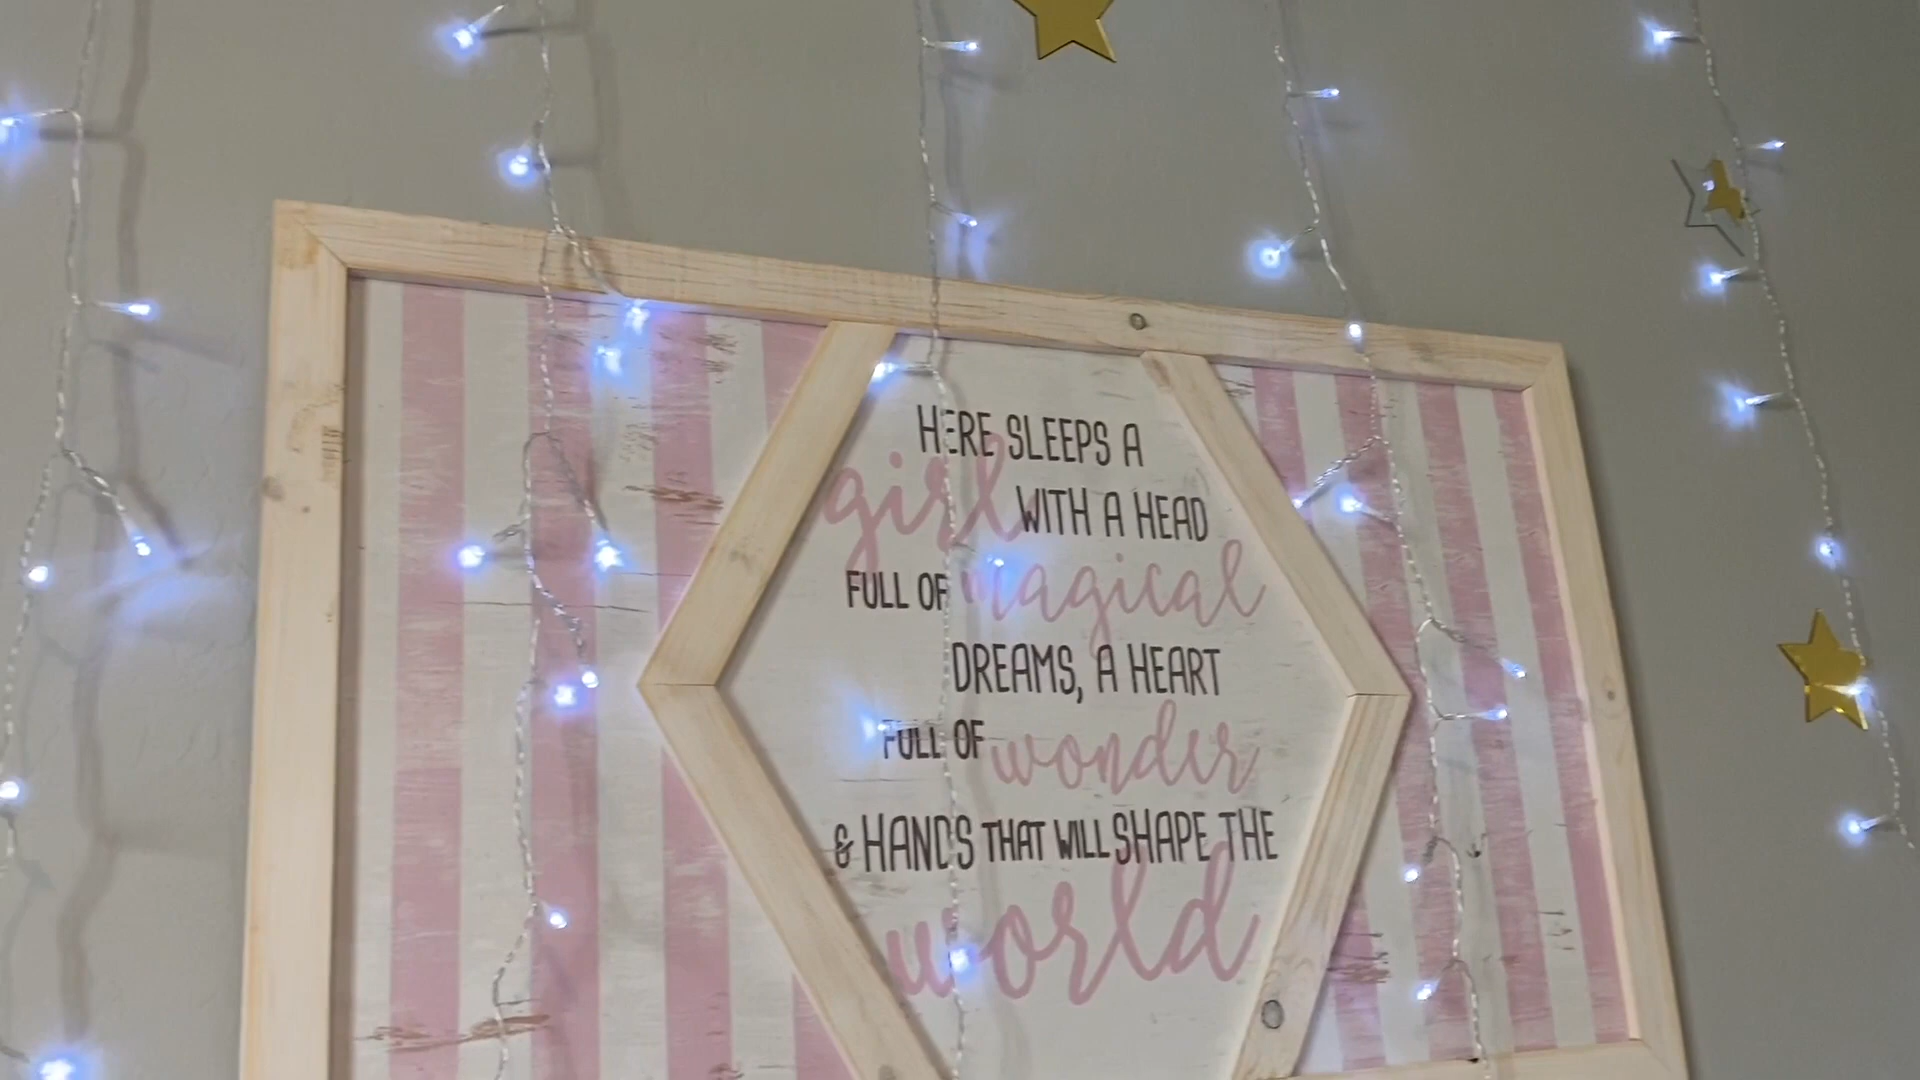 HERE SLEEPS A
girl WITH A HEAD
FULL OF magical
DREAMS, A HEART
FULL OF wonder
& HANDS THAT WILL SHAPE THE
world